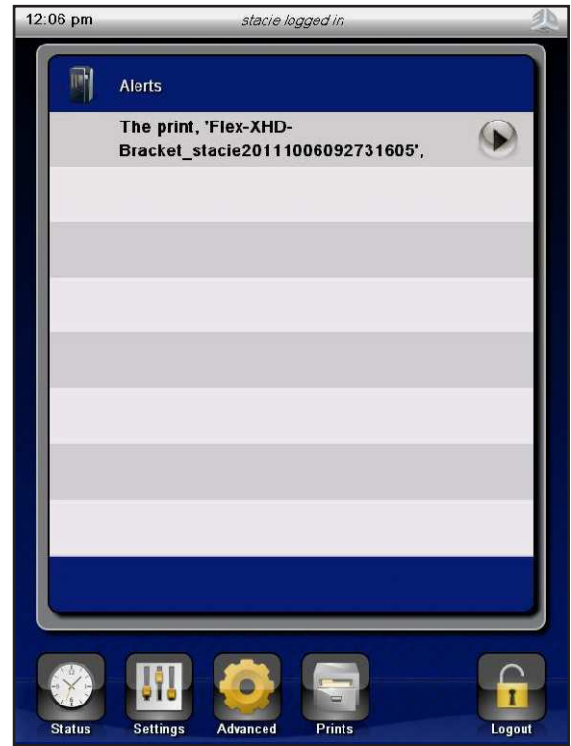 12:06 pm
stacie logged in
Alerts
The print, 'Flex-XHD-
Bracket_stacie20111006092731605',
Status
Settings
Advanced
Prints
Logout